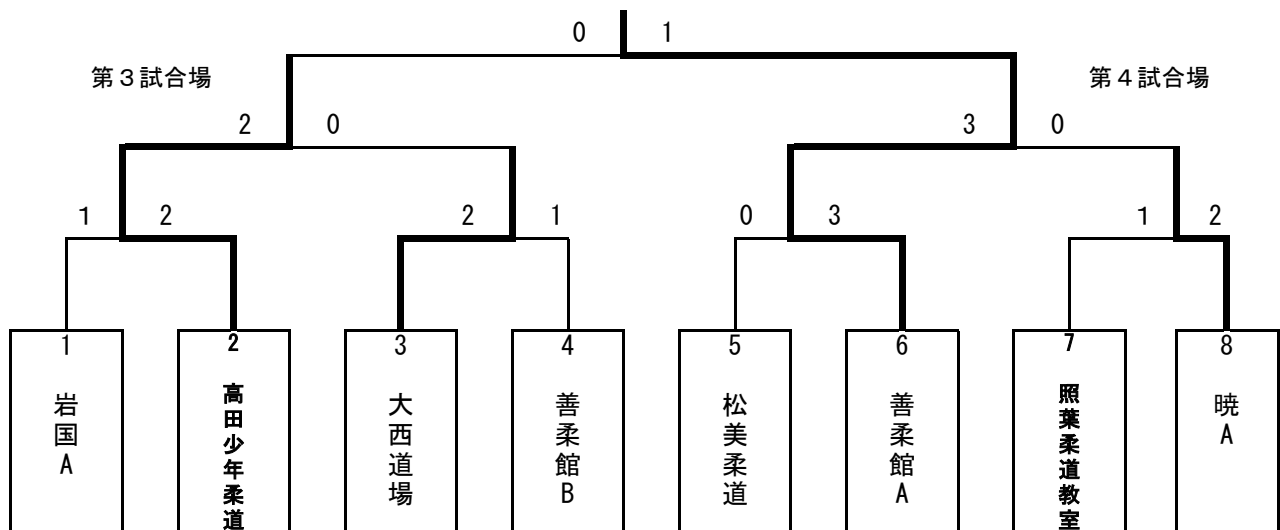 0 1
第３試合場
第４試合場
2 0
3 0
1 2
2 1
0 3
1 2
1
岩国A
2
高田少年柔道
3
大西道場
4
善柔館B
5
松美柔道
6
善柔館A
7
照葉柔道教室
8
暁A